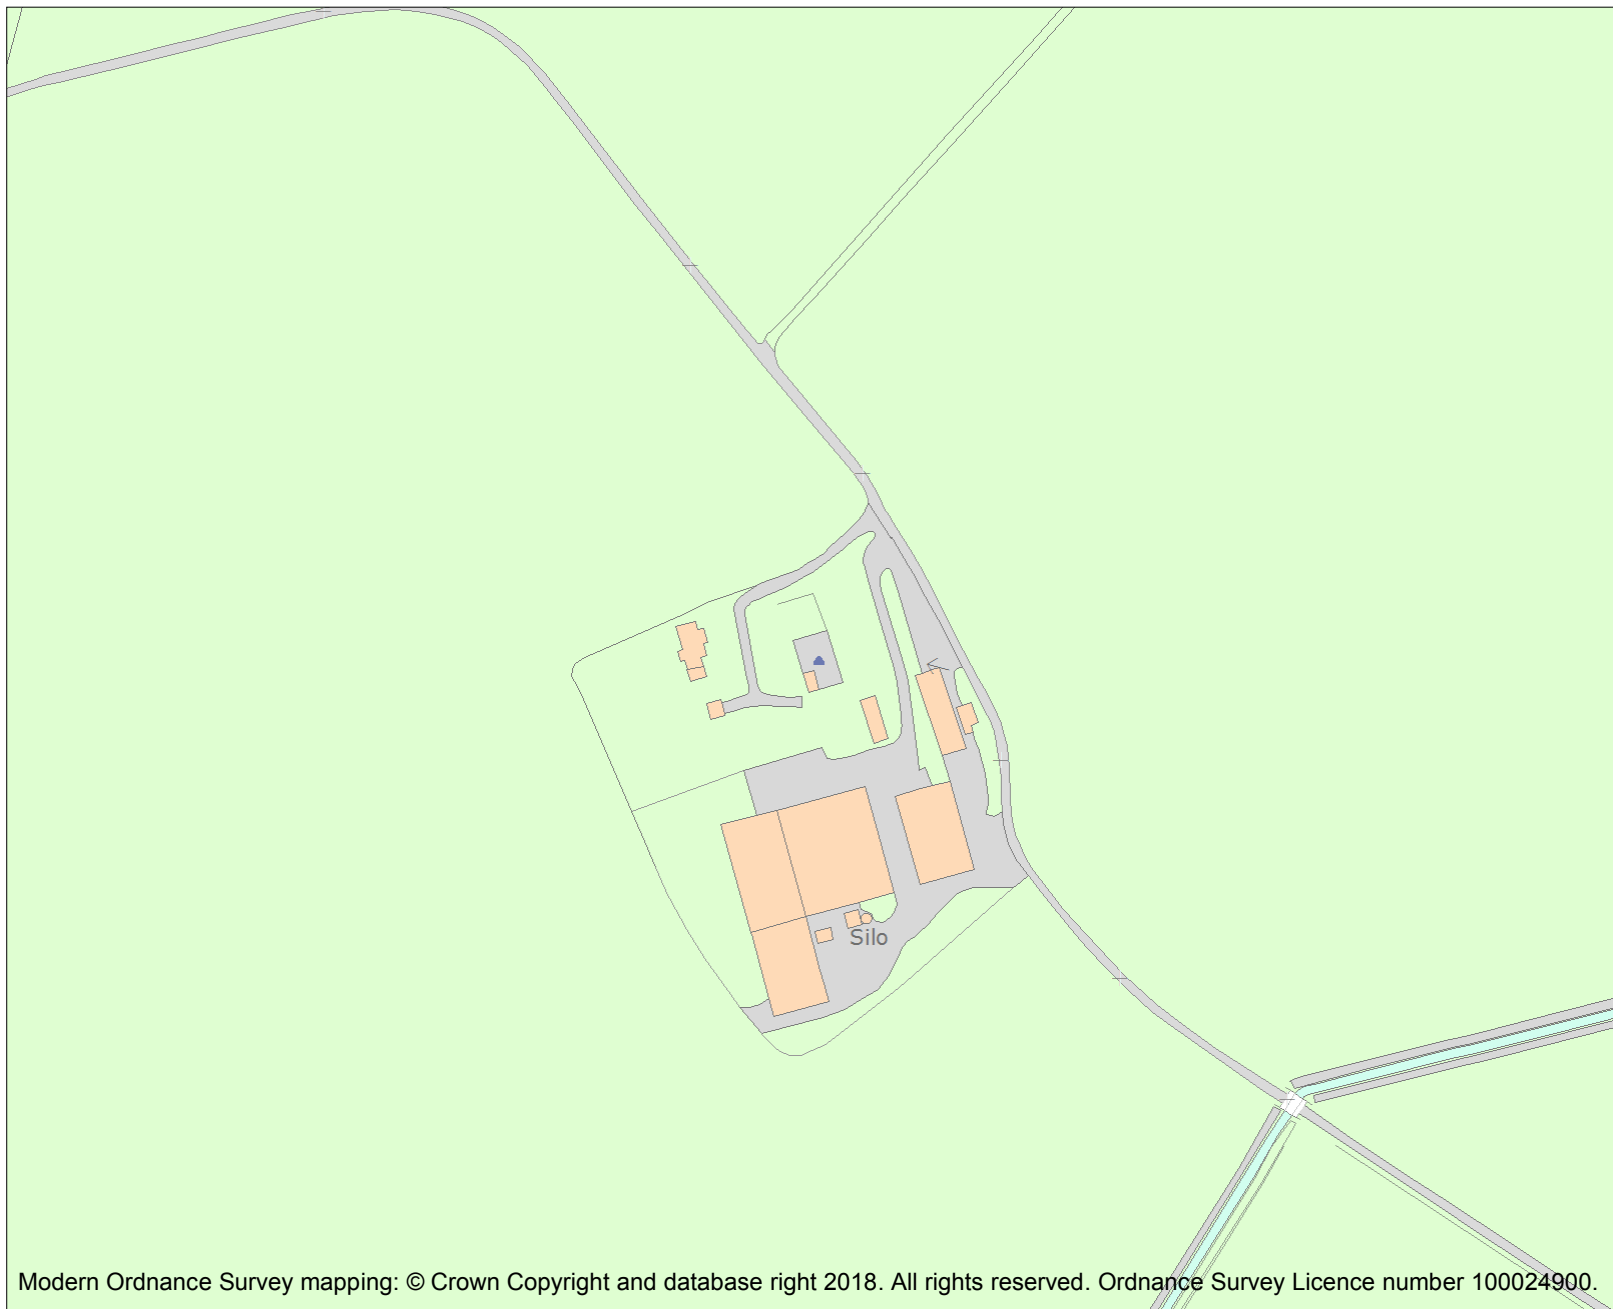 Silo
Modern Ordnance Survey mapping: © Crown Copyright and database right 2018. All rights reserved. Ordnance Survey Licence number 100024900.